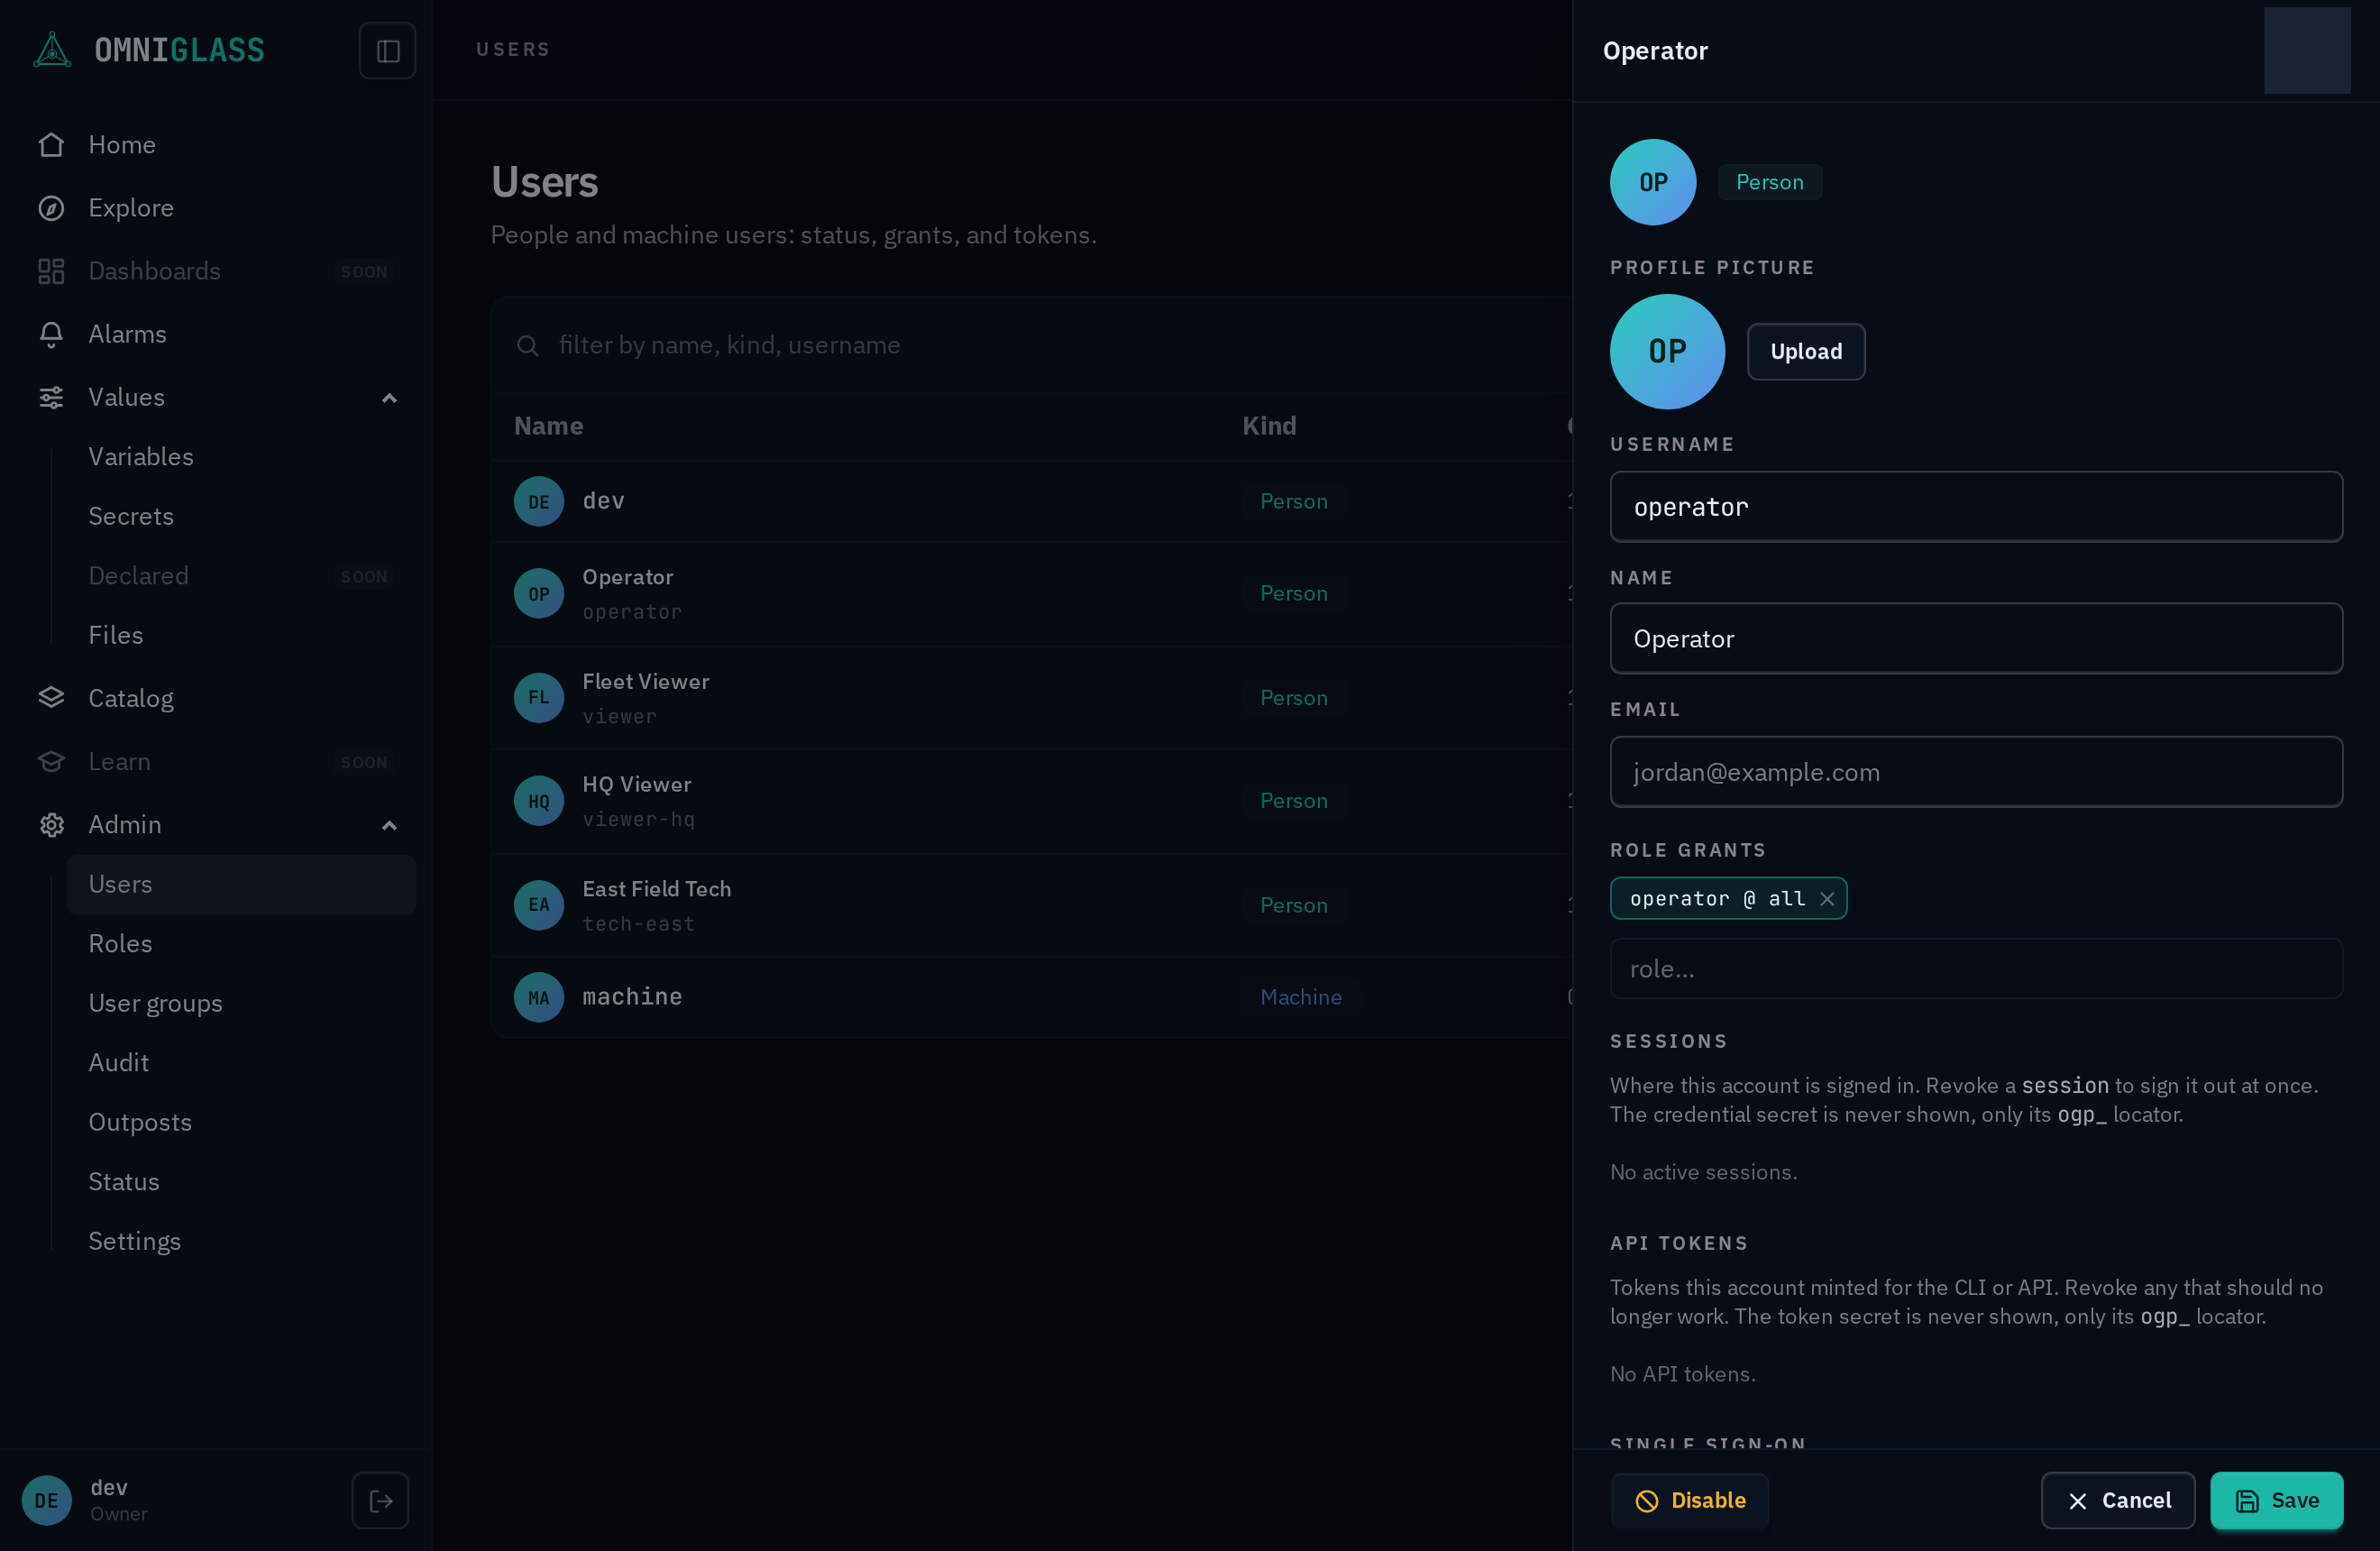 OMNIGLASS
Home
Explore
Dashboards SOON
Alarms
Values
Variables
Secrets
Declared SOON
Files
Catalog
Learn SOON
Admin
Users
Roles
User groups
Audit
Outposts
Status
Settings
DE
dev
Owner
USERS
Users
People and machine users: status, grants, and tokens.
filter by name, kind, username
Name Kind
DE dev Person
OP Operator Person
operator
FL Fleet Viewer Person
viewer
HQ HQ Viewer Person
viewer-hq
EA East Field Tech Person
tech-east
MA machine Machine
Operator
OP Person
PROFILE PICTURE
OP Upload
USERNAME
operator
NAME
Operator
EMAIL
jordan@example.com
ROLE GRANTS
operator @ all
role...
SESSIONS
Where this account is signed in. Revoke a session to sign it out at once.
The credential secret is never shown, only its ogp_ locator.
No active sessions.
API TOKENS
Tokens this account minted for the CLI or API. Revoke any that should no
longer work. The token secret is never shown, only its ogp_ locator.
No API tokens.
SINGLE SIGN-ON
Disable Cancel Save